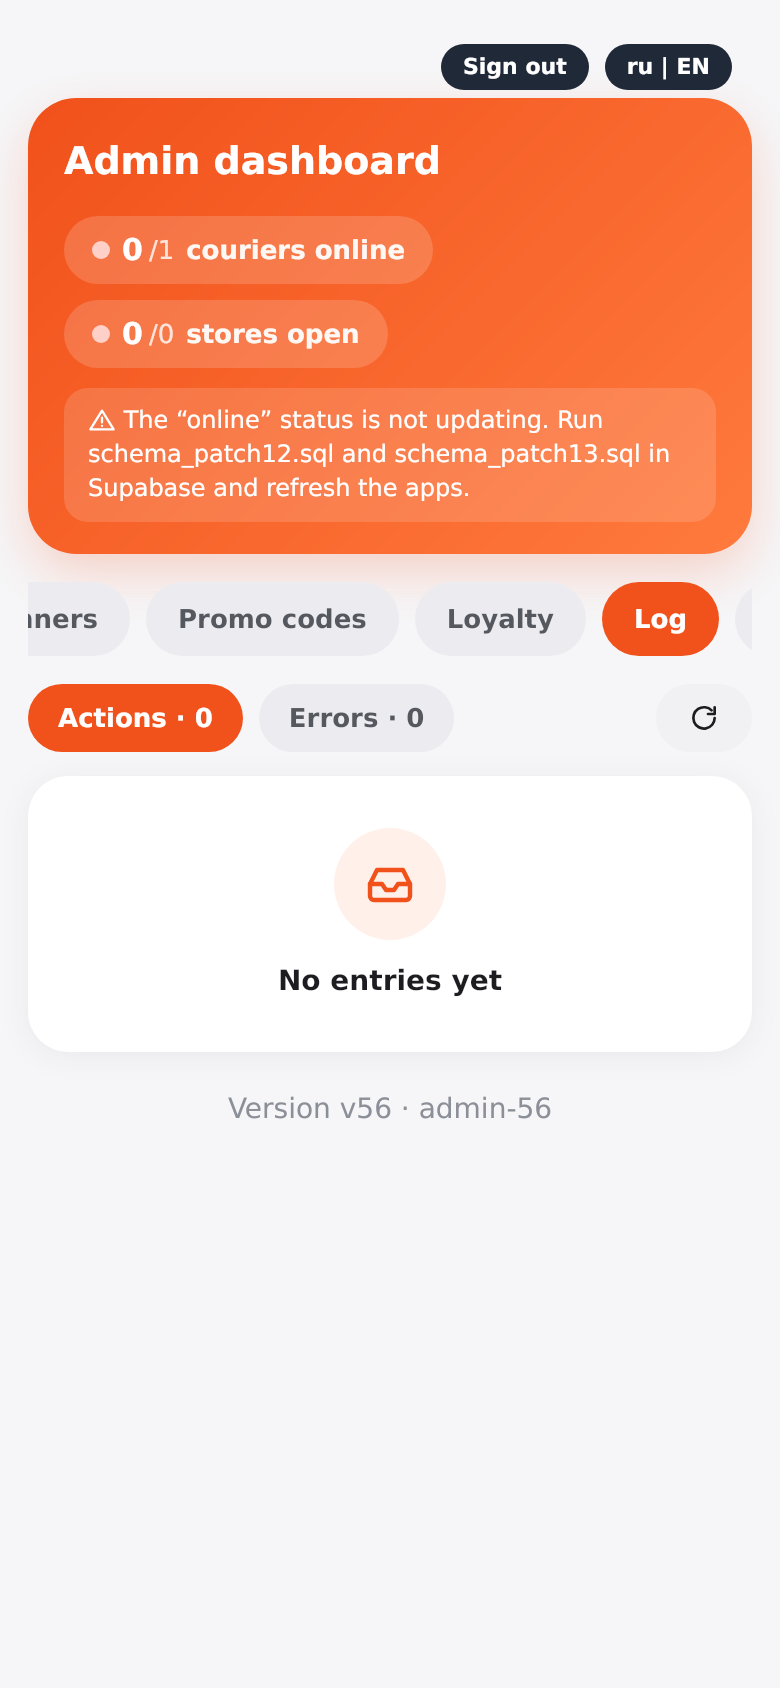 Sign out
ru | EN
Admin dashboard
0 /1 couriers online
0 /0 stores open
⚠ The “online” status is not updating. Run
schema_patch12.sql and schema_patch13.sql in
Supabase and refresh the apps.
Promo codes
Loyalty
Log
Actions · 0
Errors · 0
No entries yet
Version v56 · admin-56